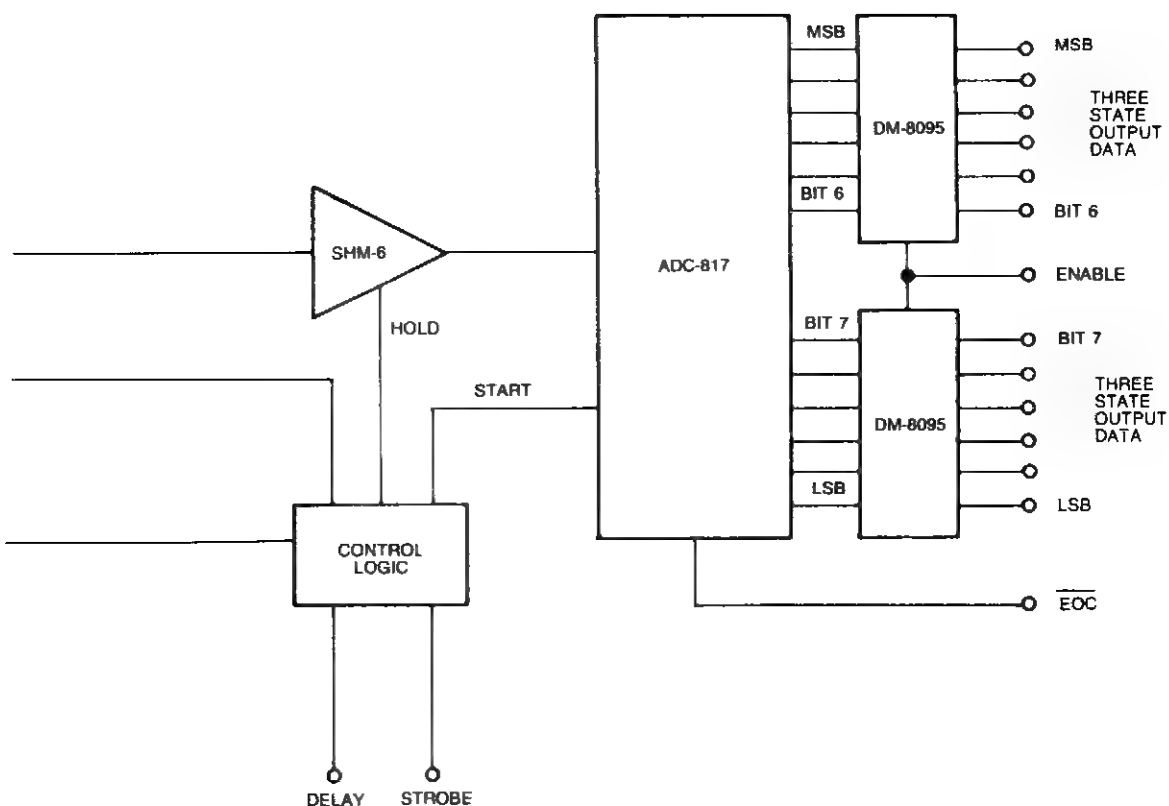 MSB
MSB
THREE
STATE
OUTPUT
DATA
DM-8095
BIT 6
BIT 6
SHM-6
ADC-817
ENABLE
HOLD
BIT 7
BIT 7
START
THREE
STATE
OUTPUT
DATA
DM-8095
LSB
LSB
CONTROL
LOGIC
EOC
DELAY
STROBE